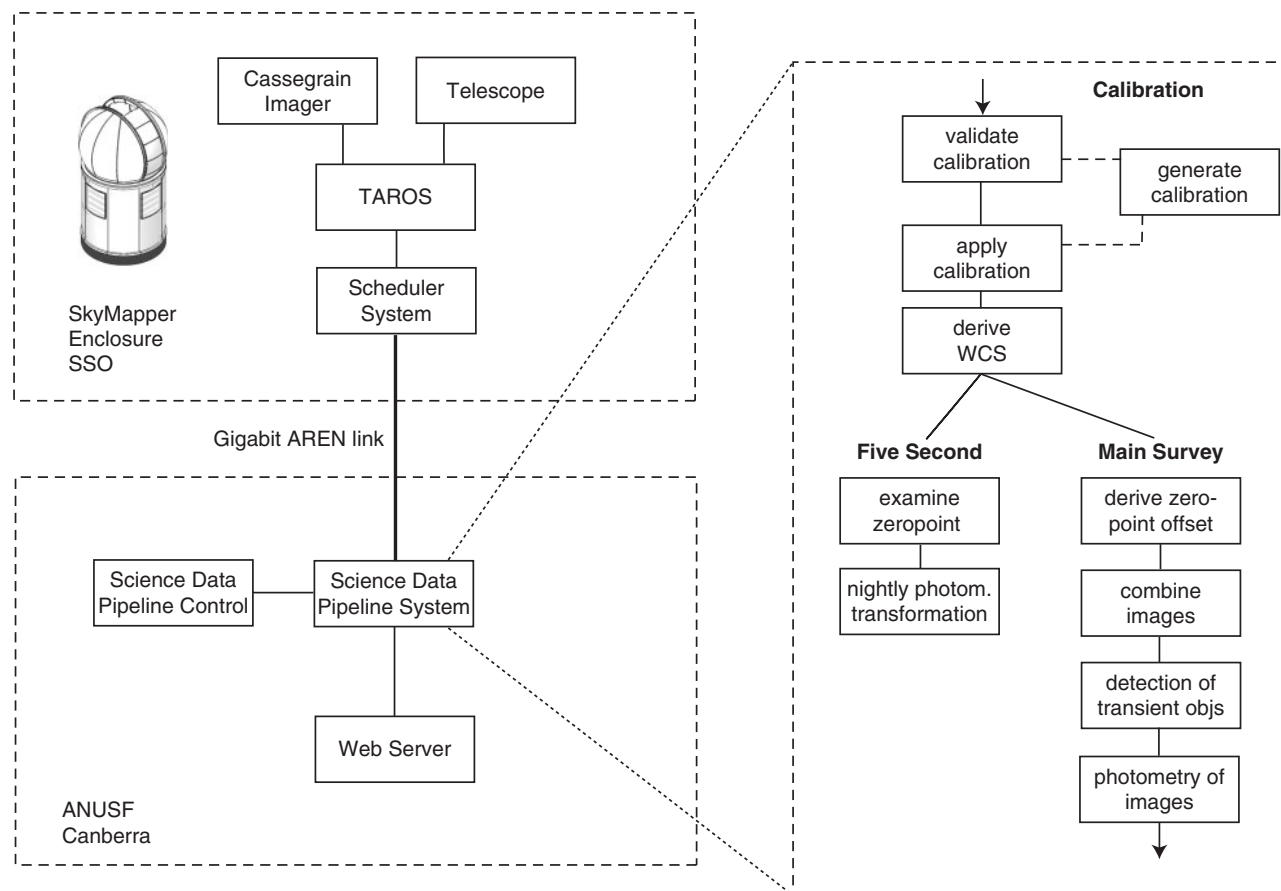 Cassegrain
Imager
Telescope
TAROS
Scheduler
System
SkyMapper
Enclosure
SSO
Gigabit AREN link
Science Data
Pipeline Control
Science Data
Pipeline System
Web Server
ANUSF
Canberra
Calibration
validate
calibration
generate
calibration
apply
calibration
derive
WCS
Five Second
examine
zeropoint
nightly photom.
transformation
Main Survey
derive zero-
point offset
combine
images
detection of
transient objs
photometry of
images